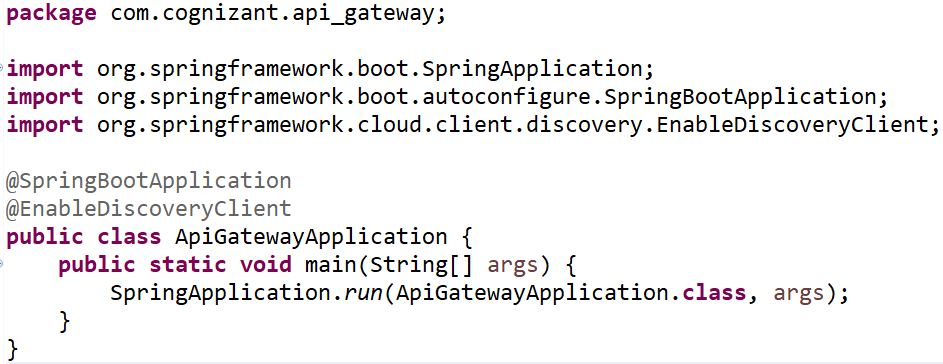 package com.cognizant.api_gateway;
import org.springframework.boot.SpringApplication;
import org.springframework.boot.autoconfigure.SpringBootApplication;
import org.springframework.cloud.client.discovery.EnableDiscoveryClient;
@SpringBootApplication
@EnableDiscoveryClient
public class ApiGatewayApplication {
    public static void main(String[] args) {
        SpringApplication.run(ApiGatewayApplication.class, args);
    }
}